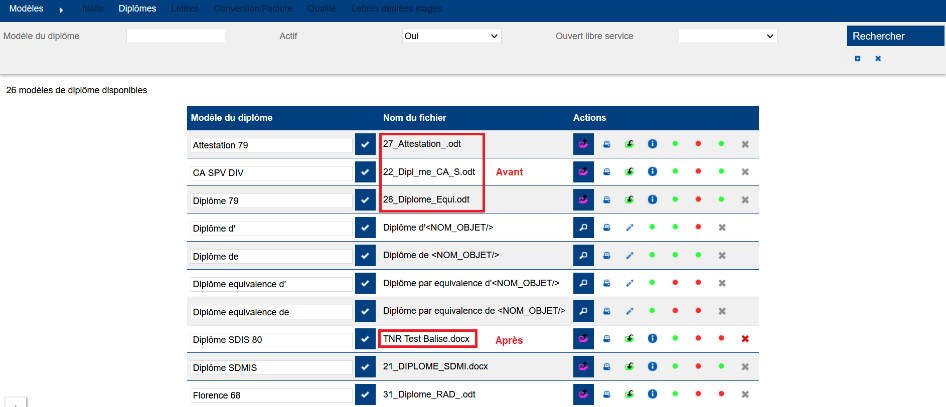 Modèles Mails Diplômes Lettres Convention/Facture Qualité Lettres dédiées stages
Modèle du diplôme Actif Oui Ouvert libre service Rechercher
26 modèles de diplôme disponibles
Modèle du diplôme Nom du fichier Actions
Attestation 79 27_Attestation_.odt
CA SPV DIV 22_Dipl_me_CA_S.odt Avant
Diplôme 79 28_Diplome_Equi.odt
Diplôme d' Diplôme d'<NOM_OBJET/>
Diplôme de Diplôme de <NOM_OBJET/>
Diplôme equivalence d' Diplôme par equivalence d'<NOM_OBJET/>
Diplôme equivalence de Diplôme par equivalence de <NOM_OBJET/>
Diplôme SDIS 80 TNR Test Balise.docx Après
Diplôme SDMIS 21_DIPLOME_SDMI.docx
Florence 68 31_Diplome_RAD_.odt